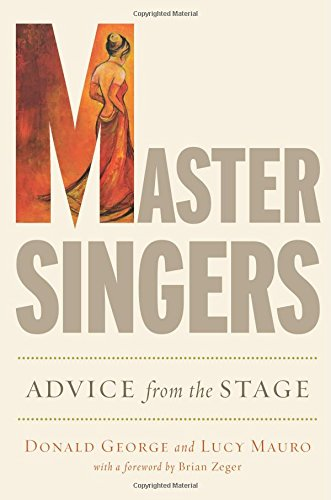 Copyrighted Material
MASTER
SINGERS
ADVICE from the STAGE
DONALD GEORGE and LUCY MAURO
with a foreword by Brian Zeger
Copyrighted Material